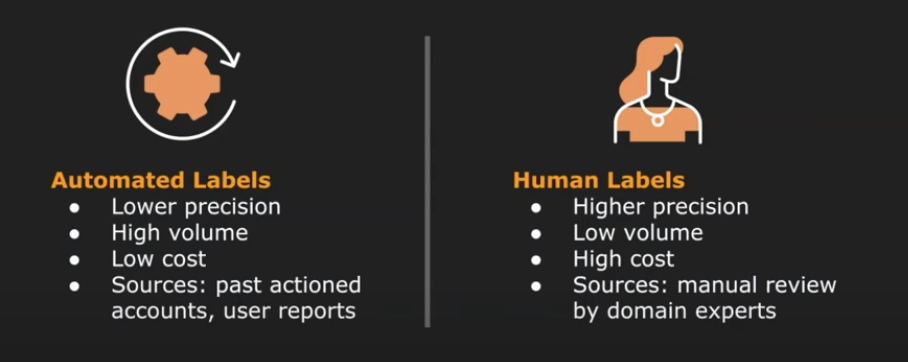 Automated Labels
● Lower precision
● High volume
● Low cost
● Sources: past actioned
accounts, user reports
Human Labels
● Higher precision
● Low volume
● High cost
● Sources: manual review
by domain experts